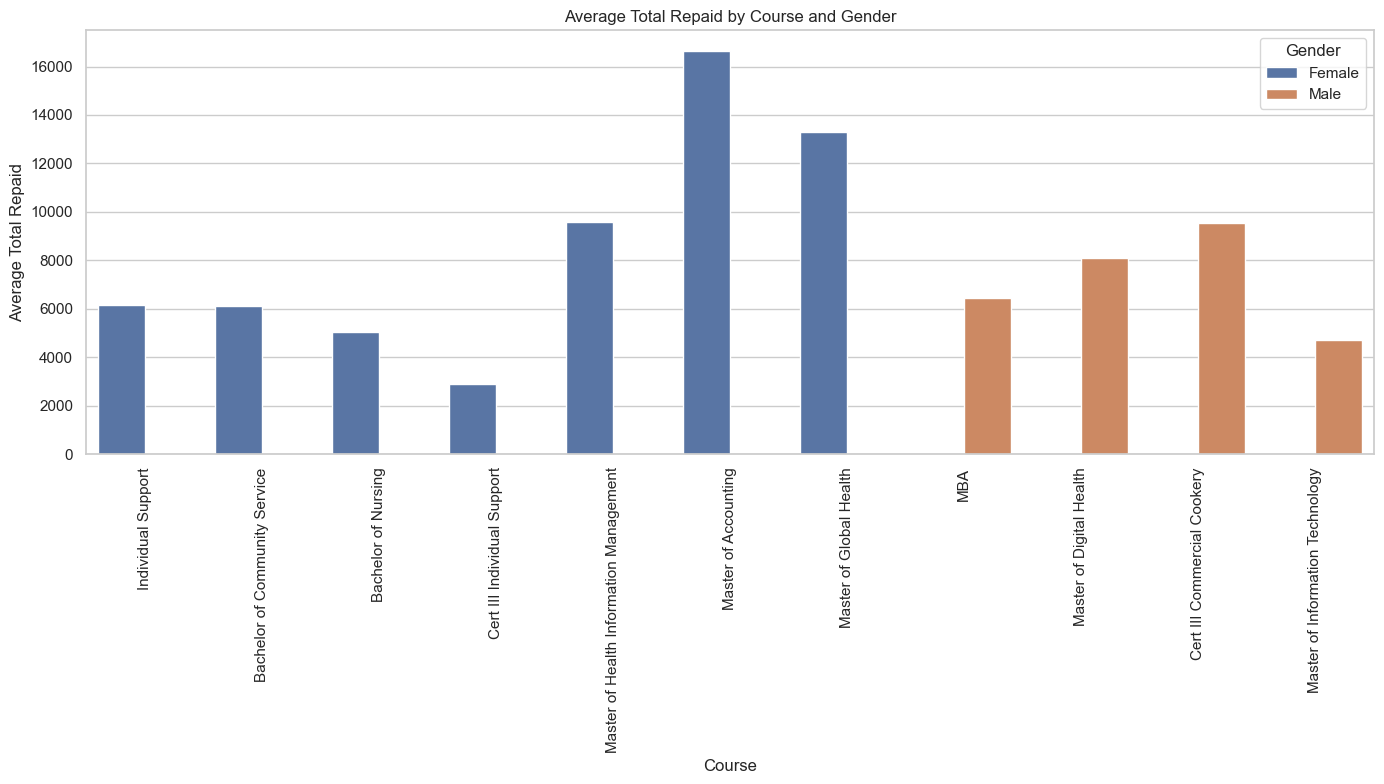 Average Total Repaid by Course and Gender
Average Total Repaid
16000
14000
12000
10000
8000
6000
4000
2000
0
Gender
Female
Male
Individual Support
Bachelor of Community Service
Bachelor of Nursing
Cert III Individual Support
Master of Health Information Management
Master of Accounting
Master of Global Health
MBA
Master of Digital Health
Cert III Commercial Cookery
Master of Information Technology
Course